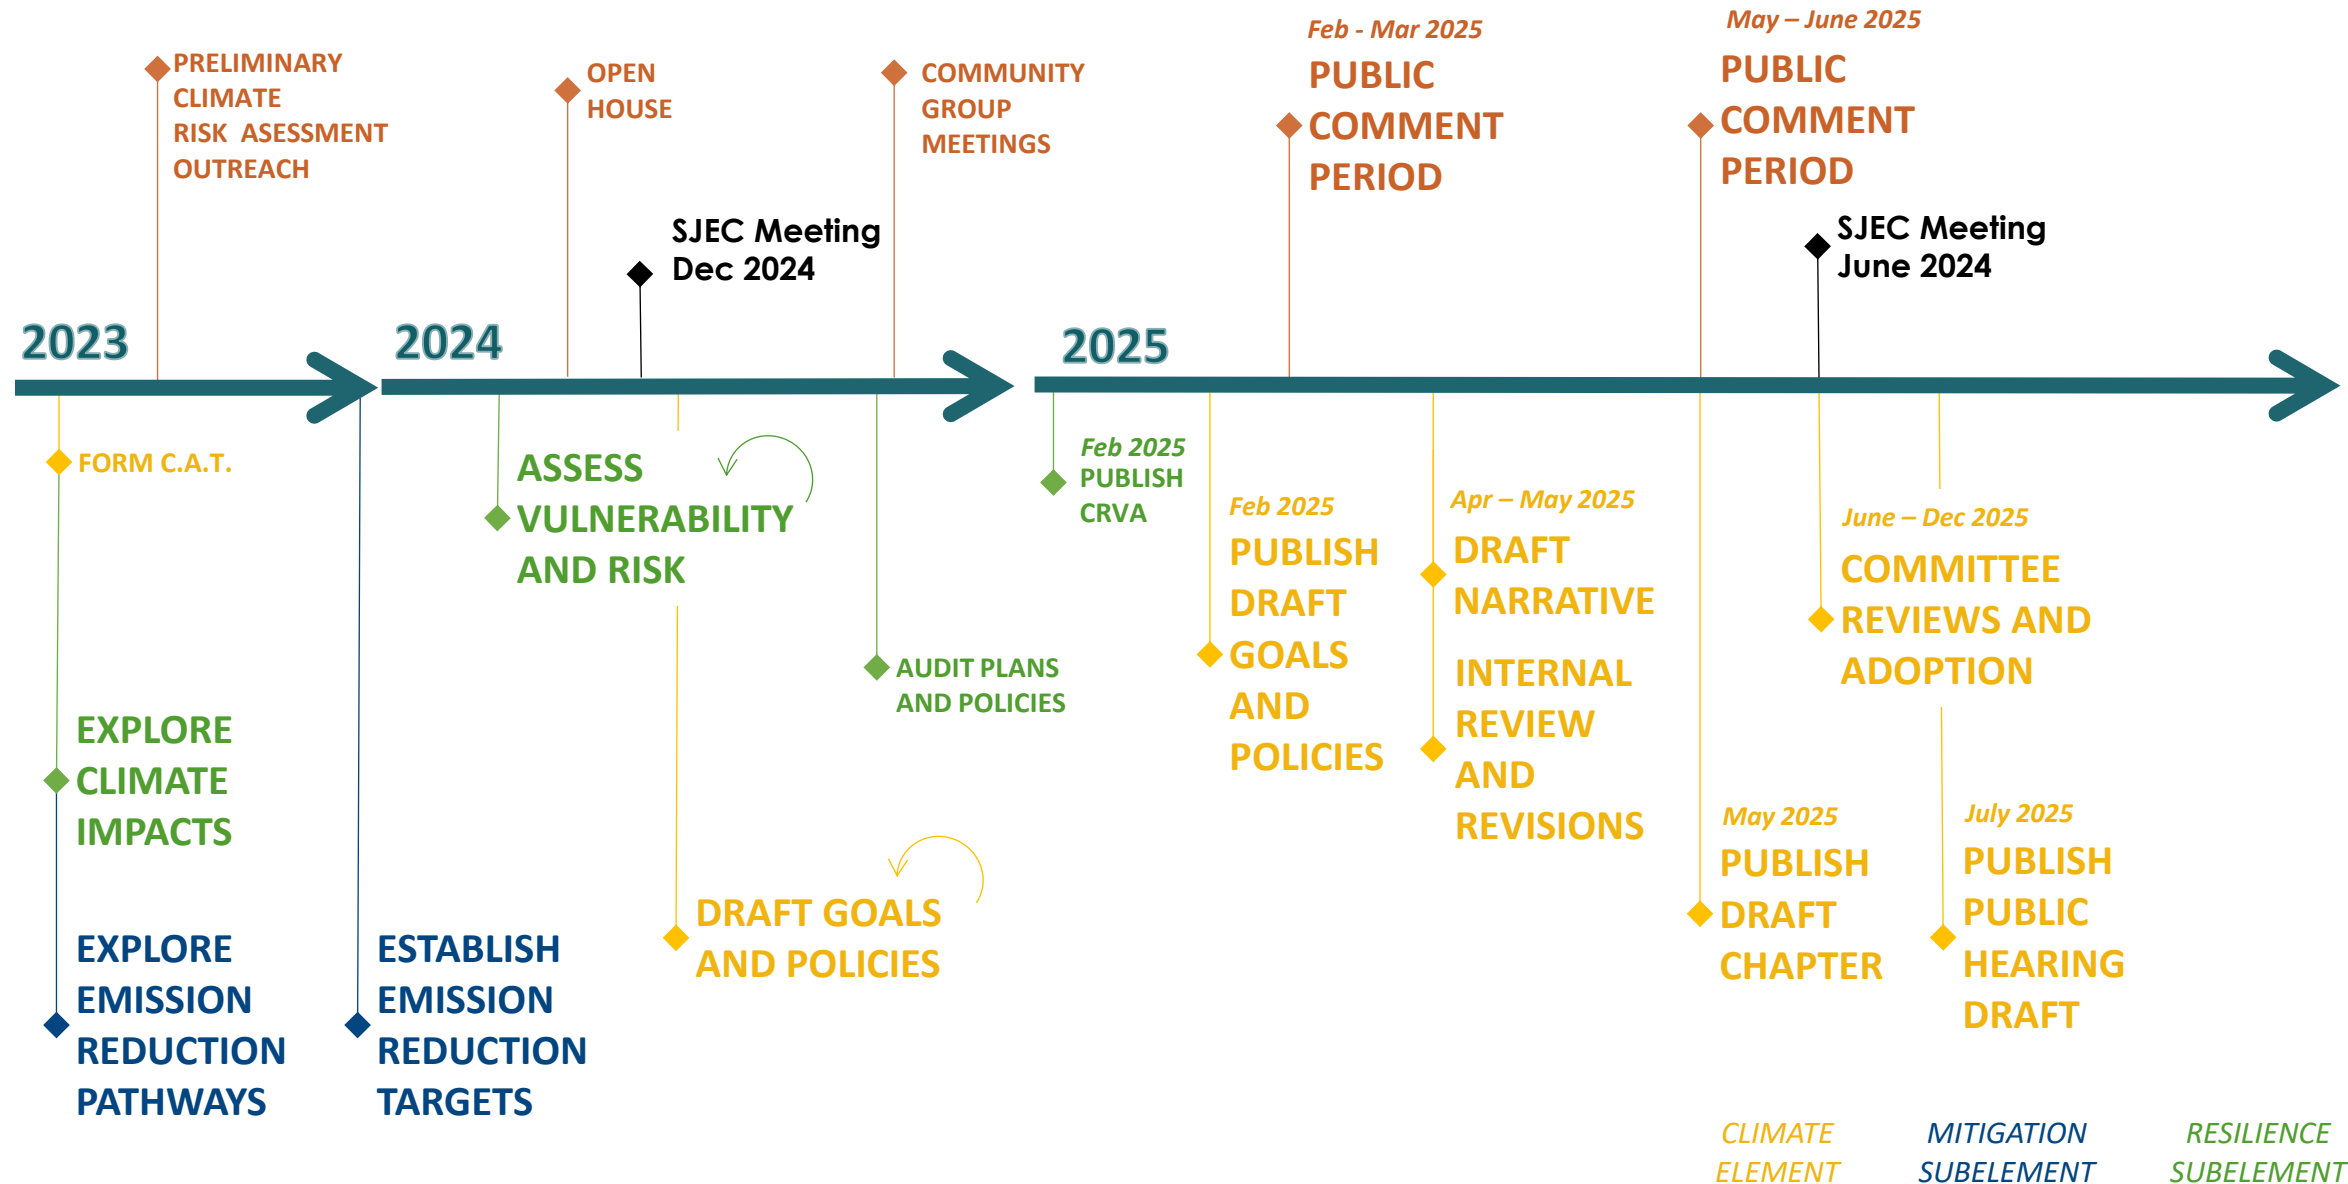 PRELIMINARY
CLIMATE
RISK ASESSMENT
OUTREACH
OPEN
HOUSE
COMMUNITY
GROUP
MEETINGS
Feb - Mar 2025
PUBLIC
COMMENT
PERIOD
May – June 2025
PUBLIC
COMMENT
PERIOD
SJEC Meeting
Dec 2024
SJEC Meeting
June 2024
2023
2024
2025
FORM C.A.T.
EXPLORE
CLIMATE
IMPACTS
EXPLORE
EMISSION
REDUCTION
PATHWAYS
ESTABLISH
EMISSION
REDUCTION
TARGETS
ASSESS
VULNERABILITY
AND RISK
DRAFT GOALS
AND POLICIES
AUDIT PLANS
AND POLICIES
Feb 2025
PUBLISH
CRVA
Feb 2025
PUBLISH
DRAFT
GOALS
AND
POLICIES
Apr – May 2025
DRAFT
NARRATIVE
INTERNAL
REVIEW
AND
REVISIONS
May 2025
PUBLISH
DRAFT
CHAPTER
June – Dec 2025
COMMITTEE
REVIEWS AND
ADOPTION
July 2025
PUBLISH
PUBLIC
HEARING
DRAFT
CLIMATE
ELEMENT
MITIGATION
SUBELEMENT
RESILIENCE
SUBELEMENT